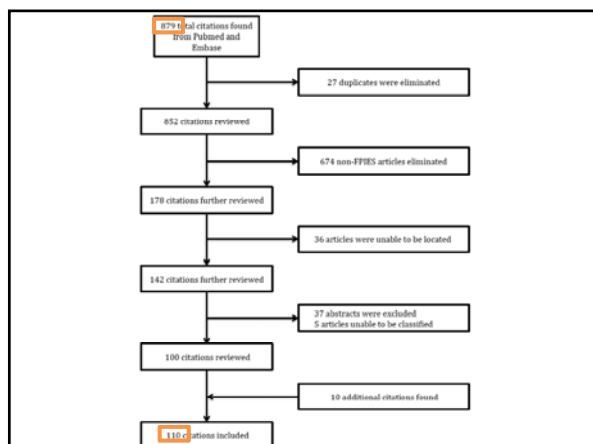 879 total citations found
from Pubmed and
Embase
27 duplicates were eliminated
852 citations reviewed
674 non-FPIES articles eliminated
178 citations further reviewed
36 articles were unable to be located
142 citations further reviewed
37 abstracts were excluded
5 articles unable to be classified
100 citations reviewed
10 additional citations found
110 citations included